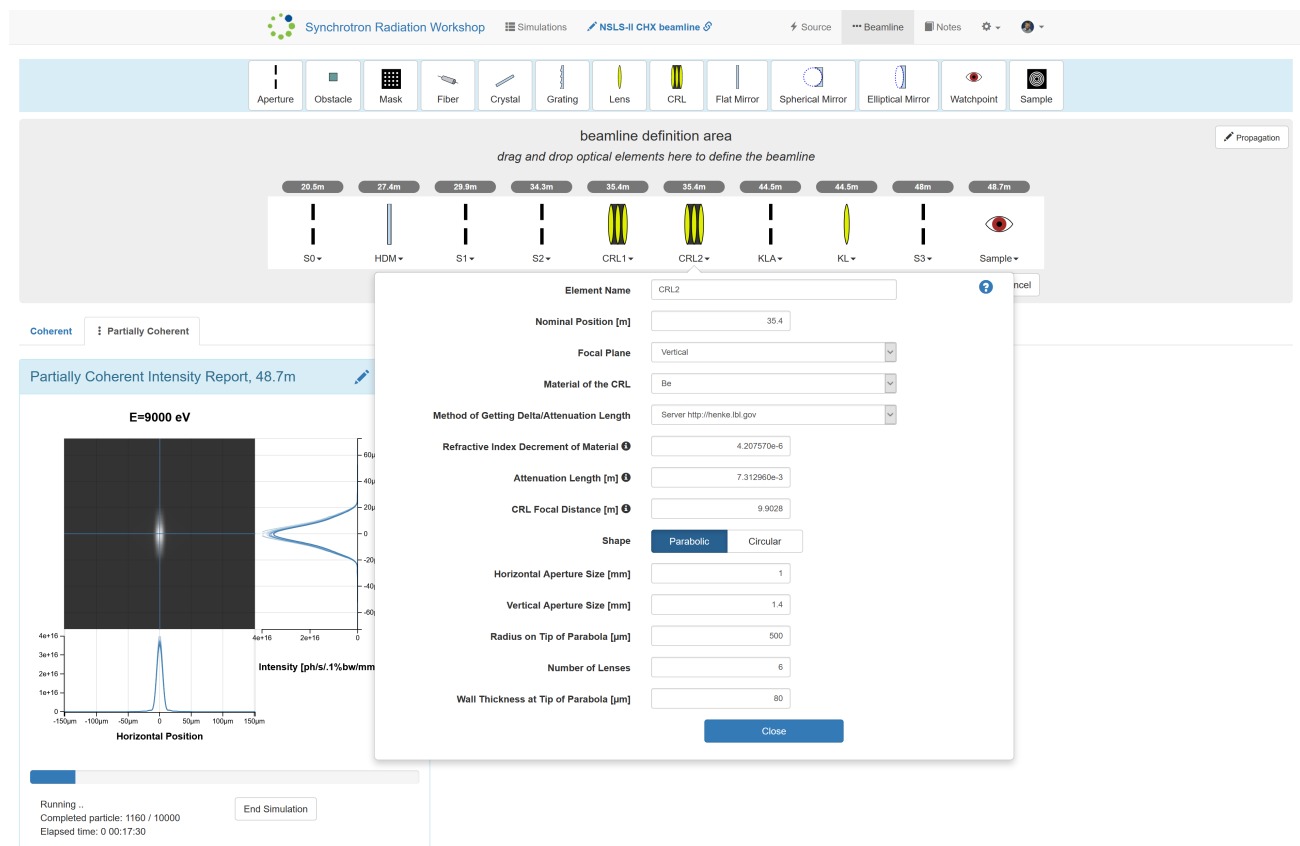 Synchrotron Radiation Workshop Simulations NSLS-II CHX beamline Source Beamline Notes
Aperture Obstacle Mask Fiber Crystal Grating Lens CRL Flat Mirror Spherical Mirror Elliptical Mirror Watchpoint Sample
beamline definition area
Propagation
drag and drop optical elements here to define the beamline
20.5m 27.4m 29.9m 34.3m 35.4m 35.4m 44.5m 44.5m 48m 48.7m
S0 HDM S1 S2 CRL1 CRL2 KLA KL S3 Sample
ncel
Element Name CRL2
Nominal Position [m] 35.4
Focal Plane Vertical
Material of the CRL Be
Method of Getting Delta/Attenuation Length Server http://henke.lbl.gov
Refractive Index Decrement of Material 4.207570e-6
Attenuation Length [m] 7.312960e-3
CRL Focal Distance [m] 9.9028
Shape Parabolic Circular
Horizontal Aperture Size [mm] 1
Vertical Aperture Size [mm] 1.4
Radius on Tip of Parabola [µm] 500
Number of Lenses 6
Wall Thickness at Tip of Parabola [µm] 80
Close
Coherent Partially Coherent
Partially Coherent Intensity Report, 48.7m
E=9000 eV
60µ
40µ
20µ
0
-20µ
-40µ
-60µ
4e+16 2e+16 0
Intensity [ph/s/.1%bw/mm
4e+16
3e+16
2e+16
1e+16
0
-150µm -100µm -50µm 0 50µm 100µm 150µm
Horizontal Position
Running ..
Completed particle: 1160 / 10000
Elapsed time: 0 00:17:30
End Simulation